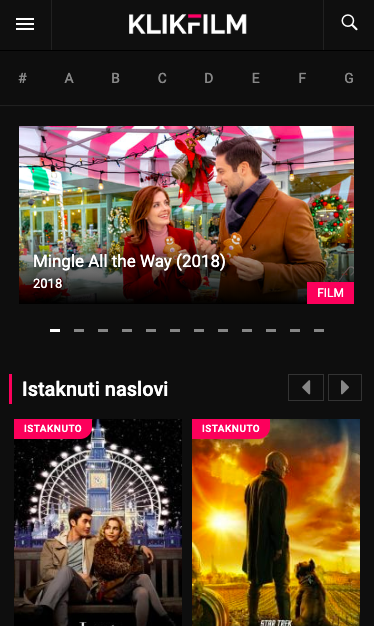 KLIKFILM
# A B C D E F G
Mingle All the Way (2018)
2018
FILM
Istaknuti naslovi
ISTAKNUTO
ISTAKNUTO
STAR TREK